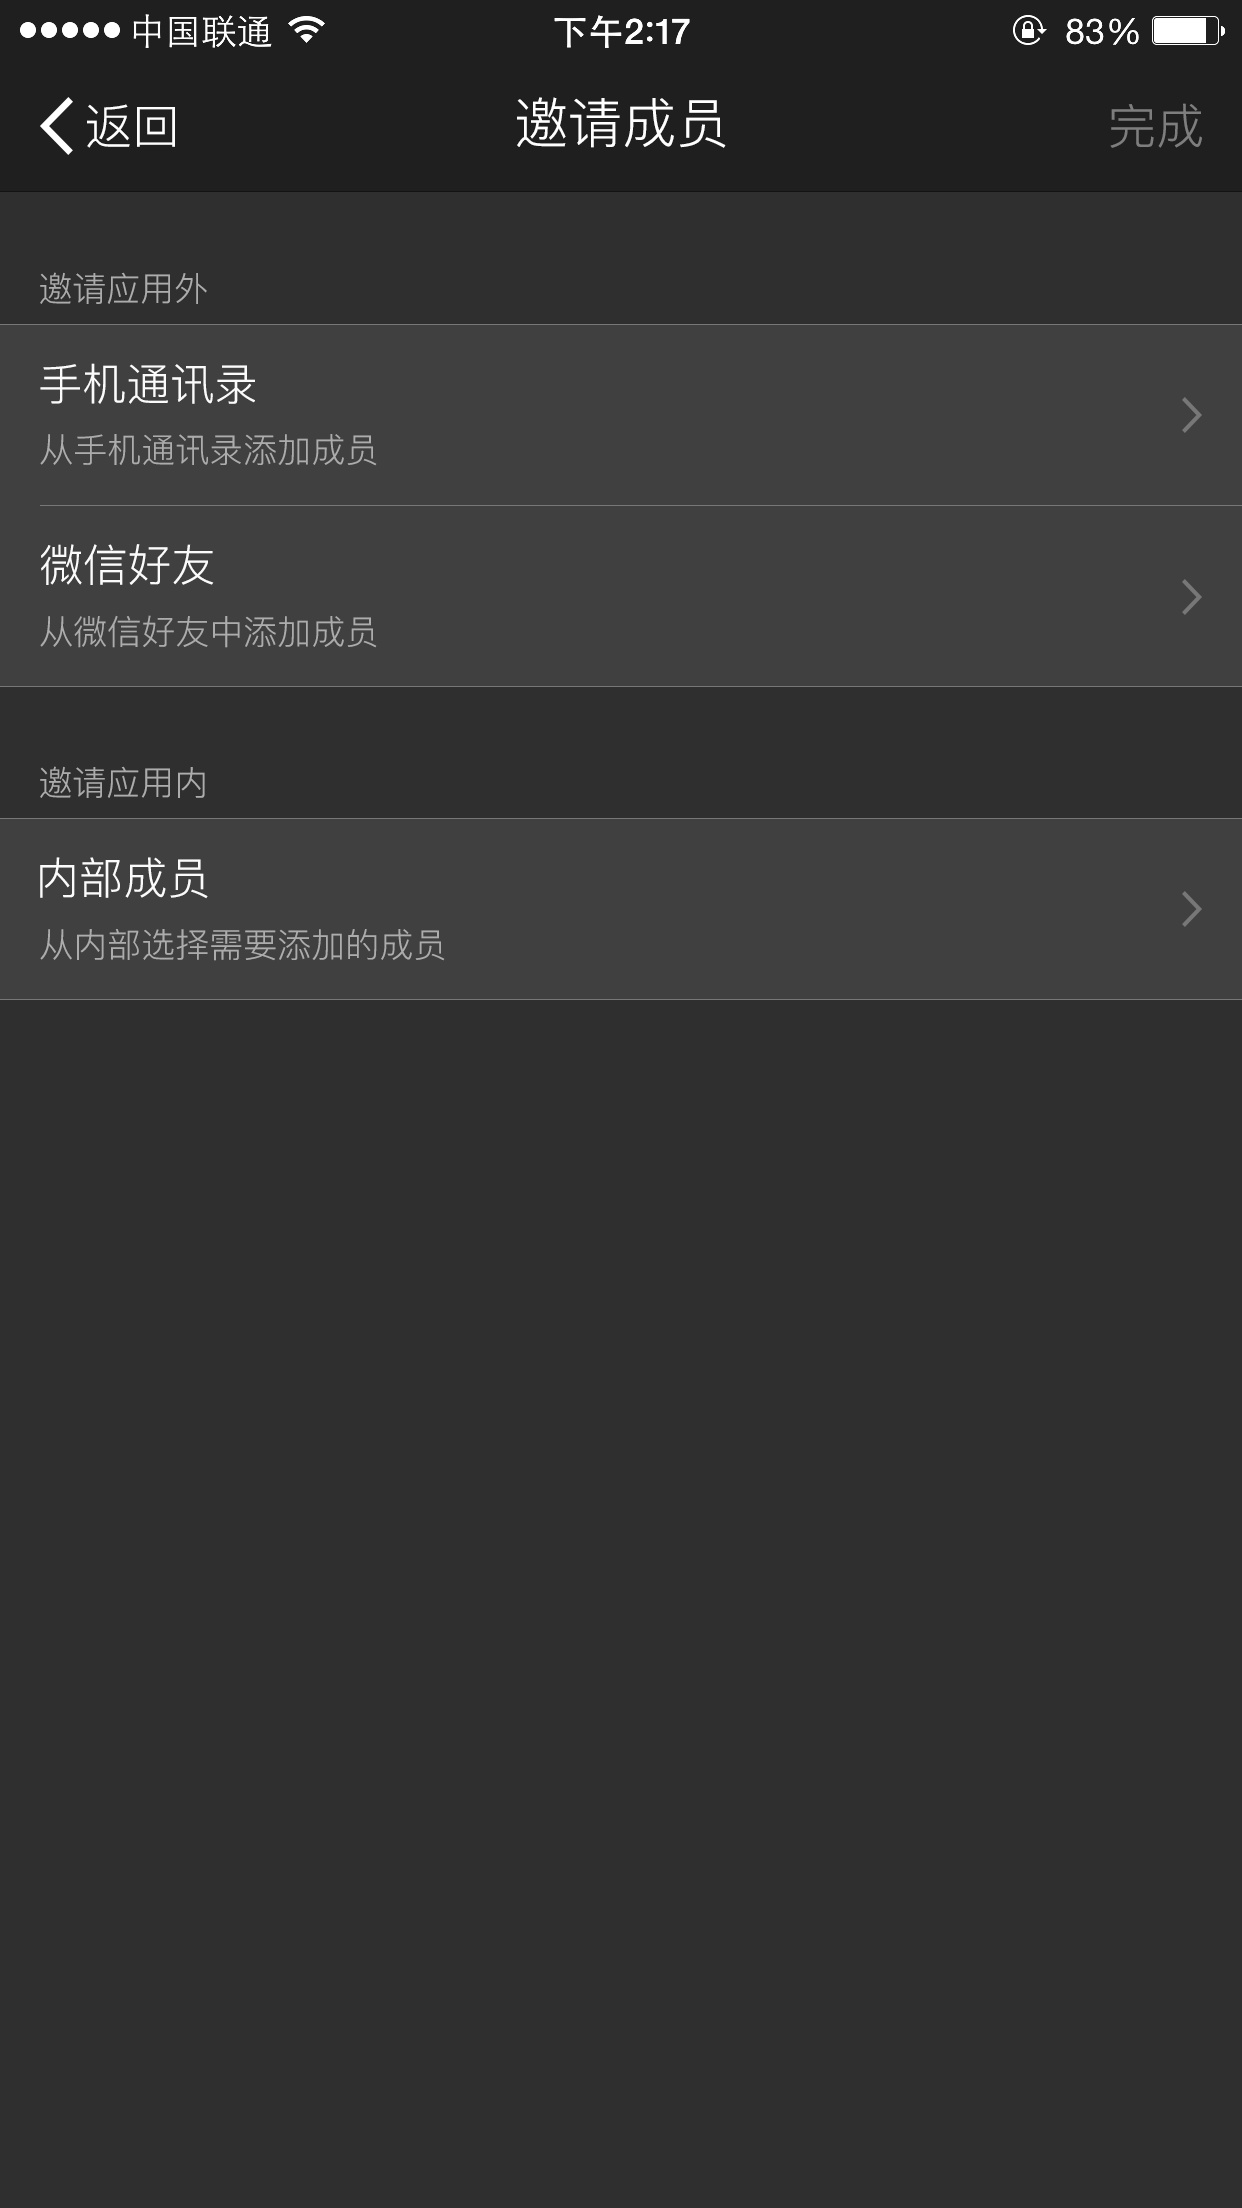 中国联通 下午2:17 83%
返回 邀请成员 完成
邀请应用外
手机通讯录
从手机通讯录添加成员
微信好友
从微信好友中添加成员
邀请应用内
内部成员
从内部选择需要添加的成员